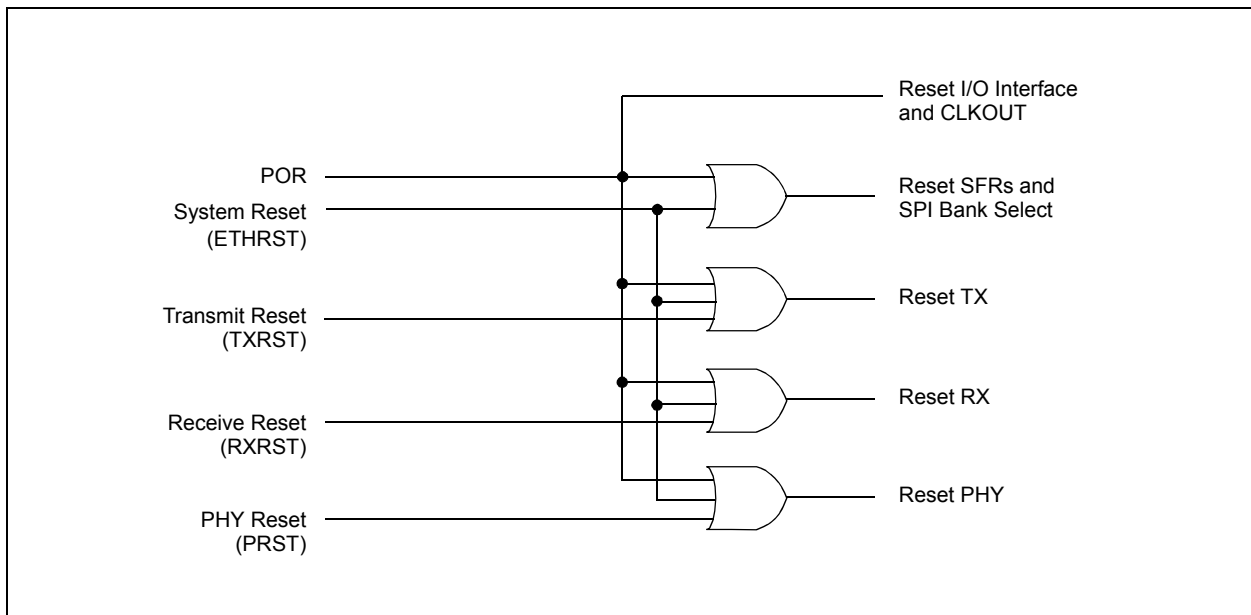 Reset I/O Interface
and CLKOUT
POR
Reset SFRs and
SPI Bank Select
System Reset
(ETHRST)
Reset TX
Transmit Reset
(TXRST)
Reset RX
Receive Reset
(RXRST)
Reset PHY
PHY Reset
(PRST)